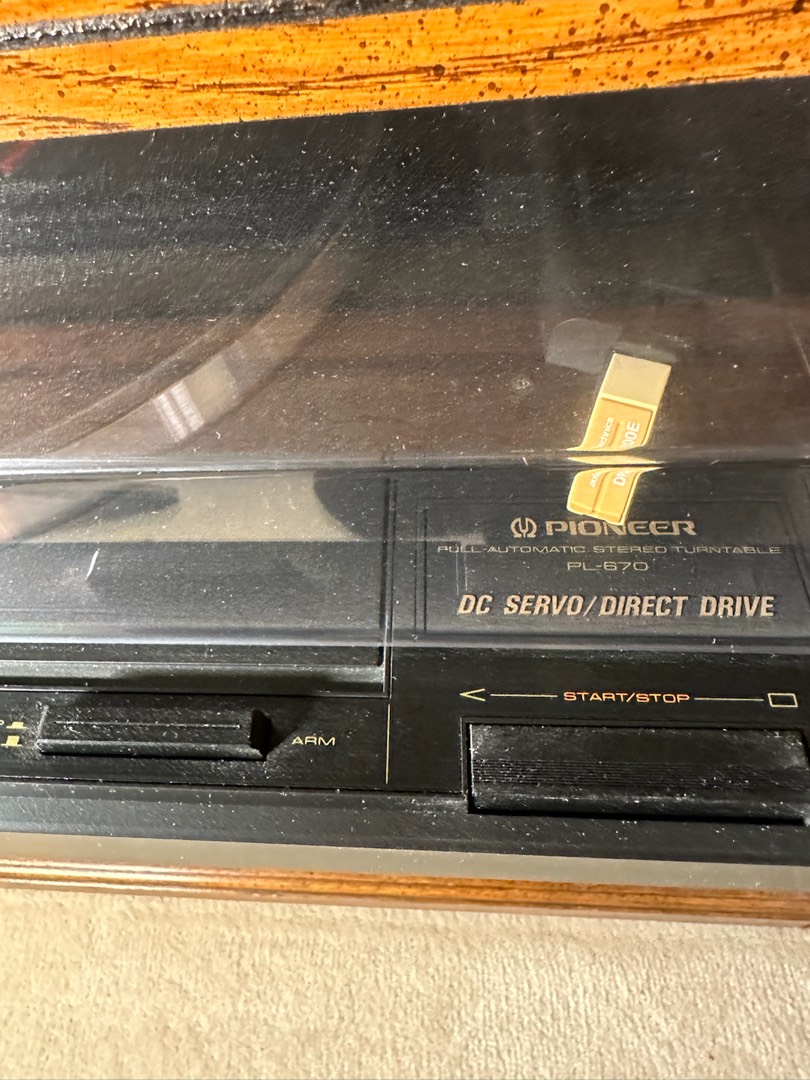 PIONEER
FULL-AUTOMATIC STEREO TURNTABLE
PL-670
DC SERVO/DIRECT DRIVE
START/STOP
ARM